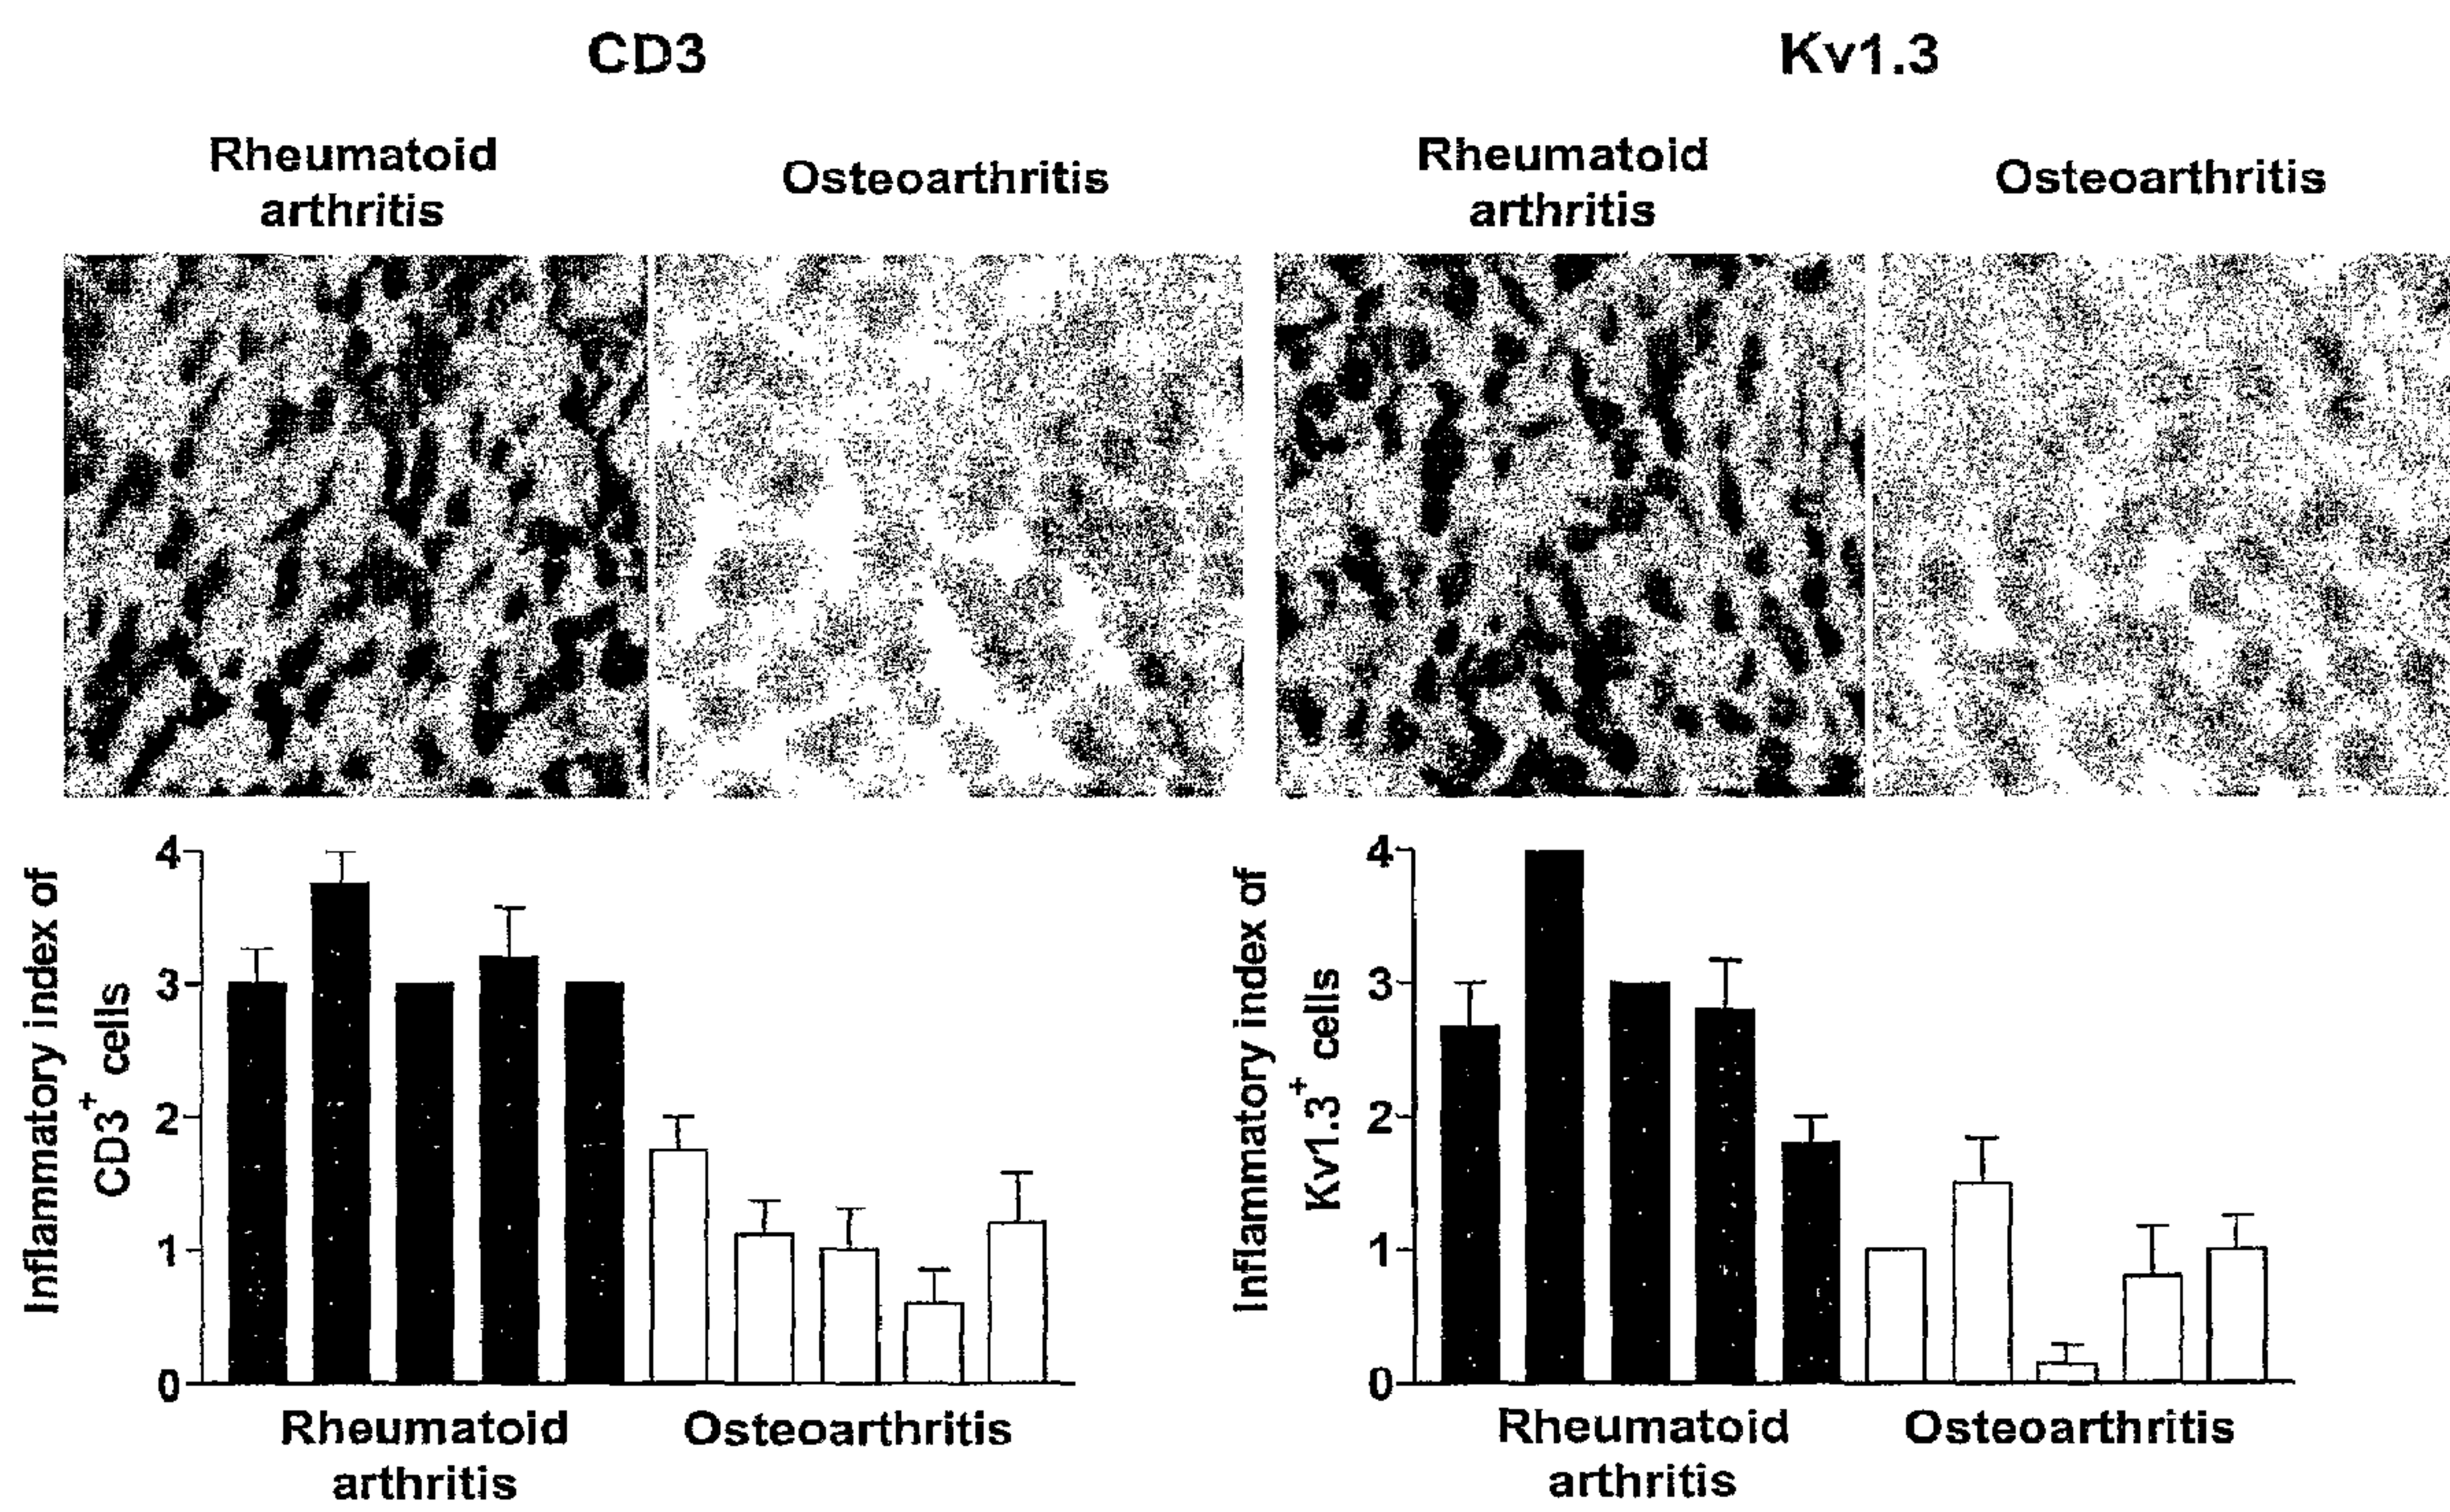 CD3
Kv1.3
Rheumatoid
arthritis
Osteoarthritis
Rheumatoid
arthritis
Osteoarthritis
Inflammatory index of
CD3⁺ cells
4
3
2
1
0
Rheumatoid
arthritis
Osteoarthritis
Inflammatory index of
Kv1.3⁺ cells
4
3
2
1
0
Rheumatoid
arthritis
Osteoarthritis